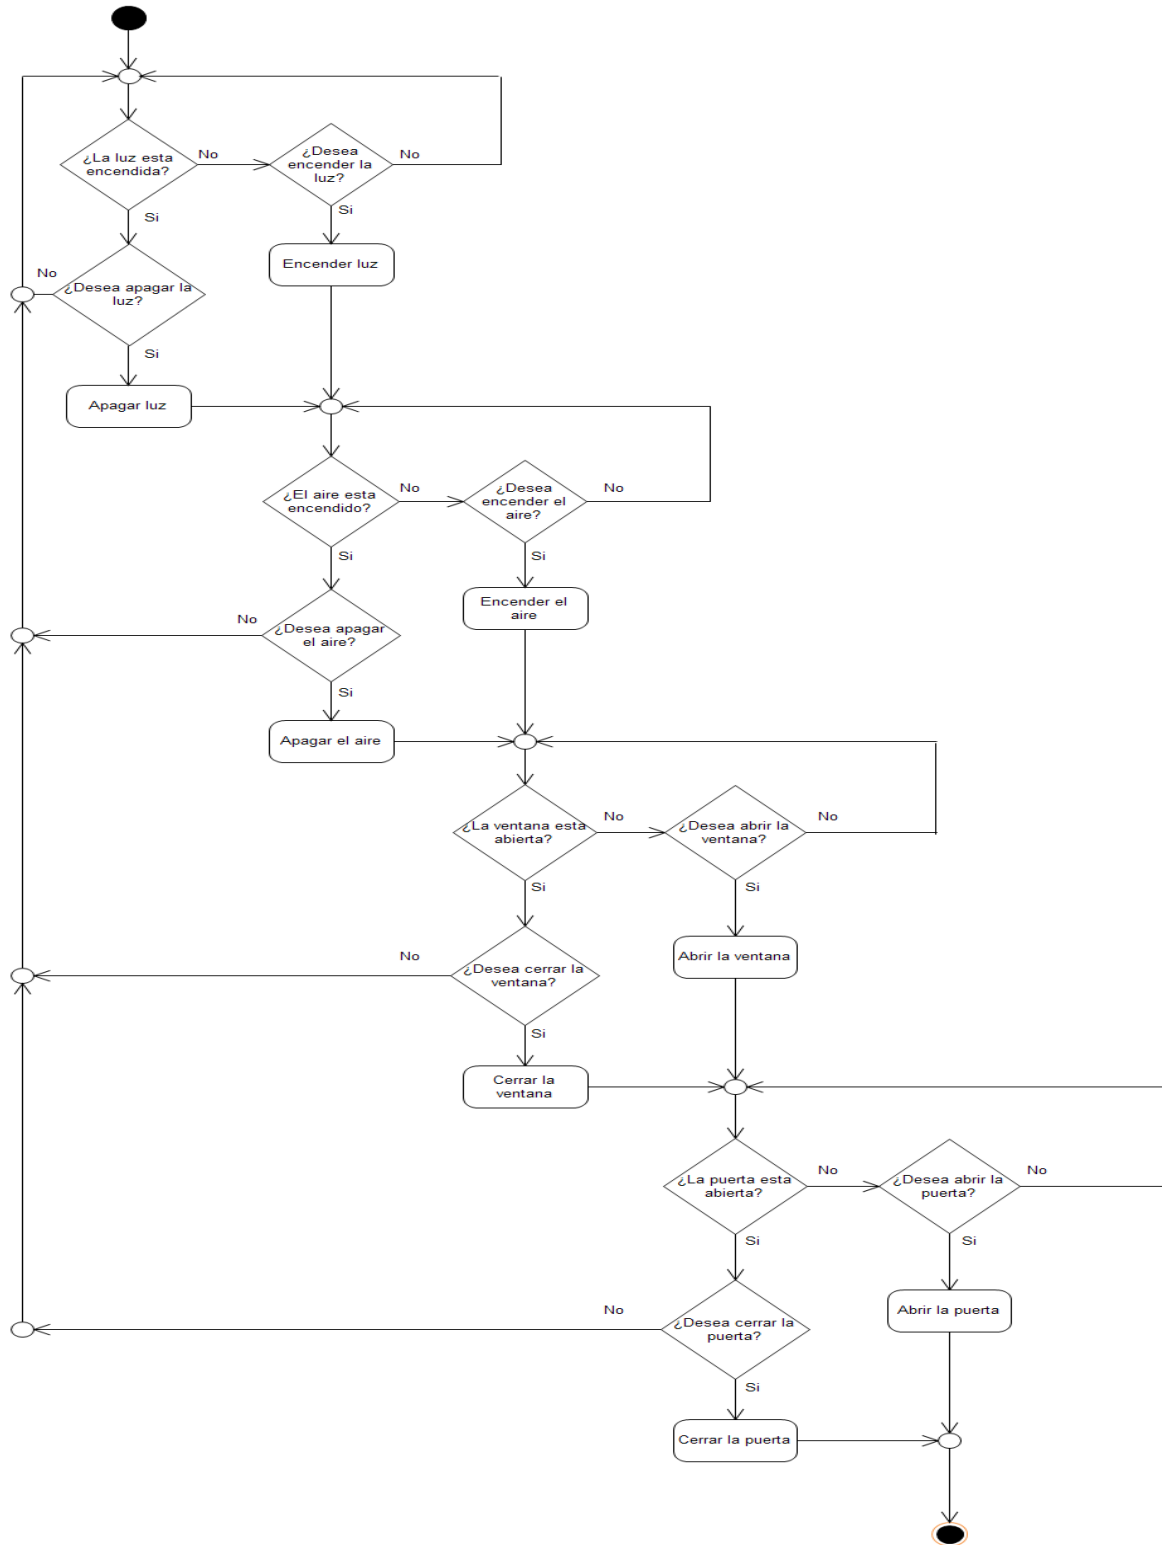 ¿La luz esta
encendida?
No
¿Desea
encender la
luz?
No
Si
Si
No
¿Desea apagar la
luz?
Encender luz
Si
Apagar luz
¿El aire esta
encendido?
No
¿Desea
encender el
aire?
No
Si
Si
Encender el
aire
No
¿Desea apagar
el aire?
Si
Apagar el aire
¿La ventana esta
abierta?
No
¿Desea abrir la
ventana?
No
Si
Si
No
¿Desea cerrar la
ventana?
Abrir la ventana
Si
Cerrar la
ventana
¿La puerta esta
abierta?
No
¿Desea abrir la
puerta?
No
Si
Si
No
¿Desea cerrar la
puerta?
Abrir la puerta
Si
Cerrar la puerta